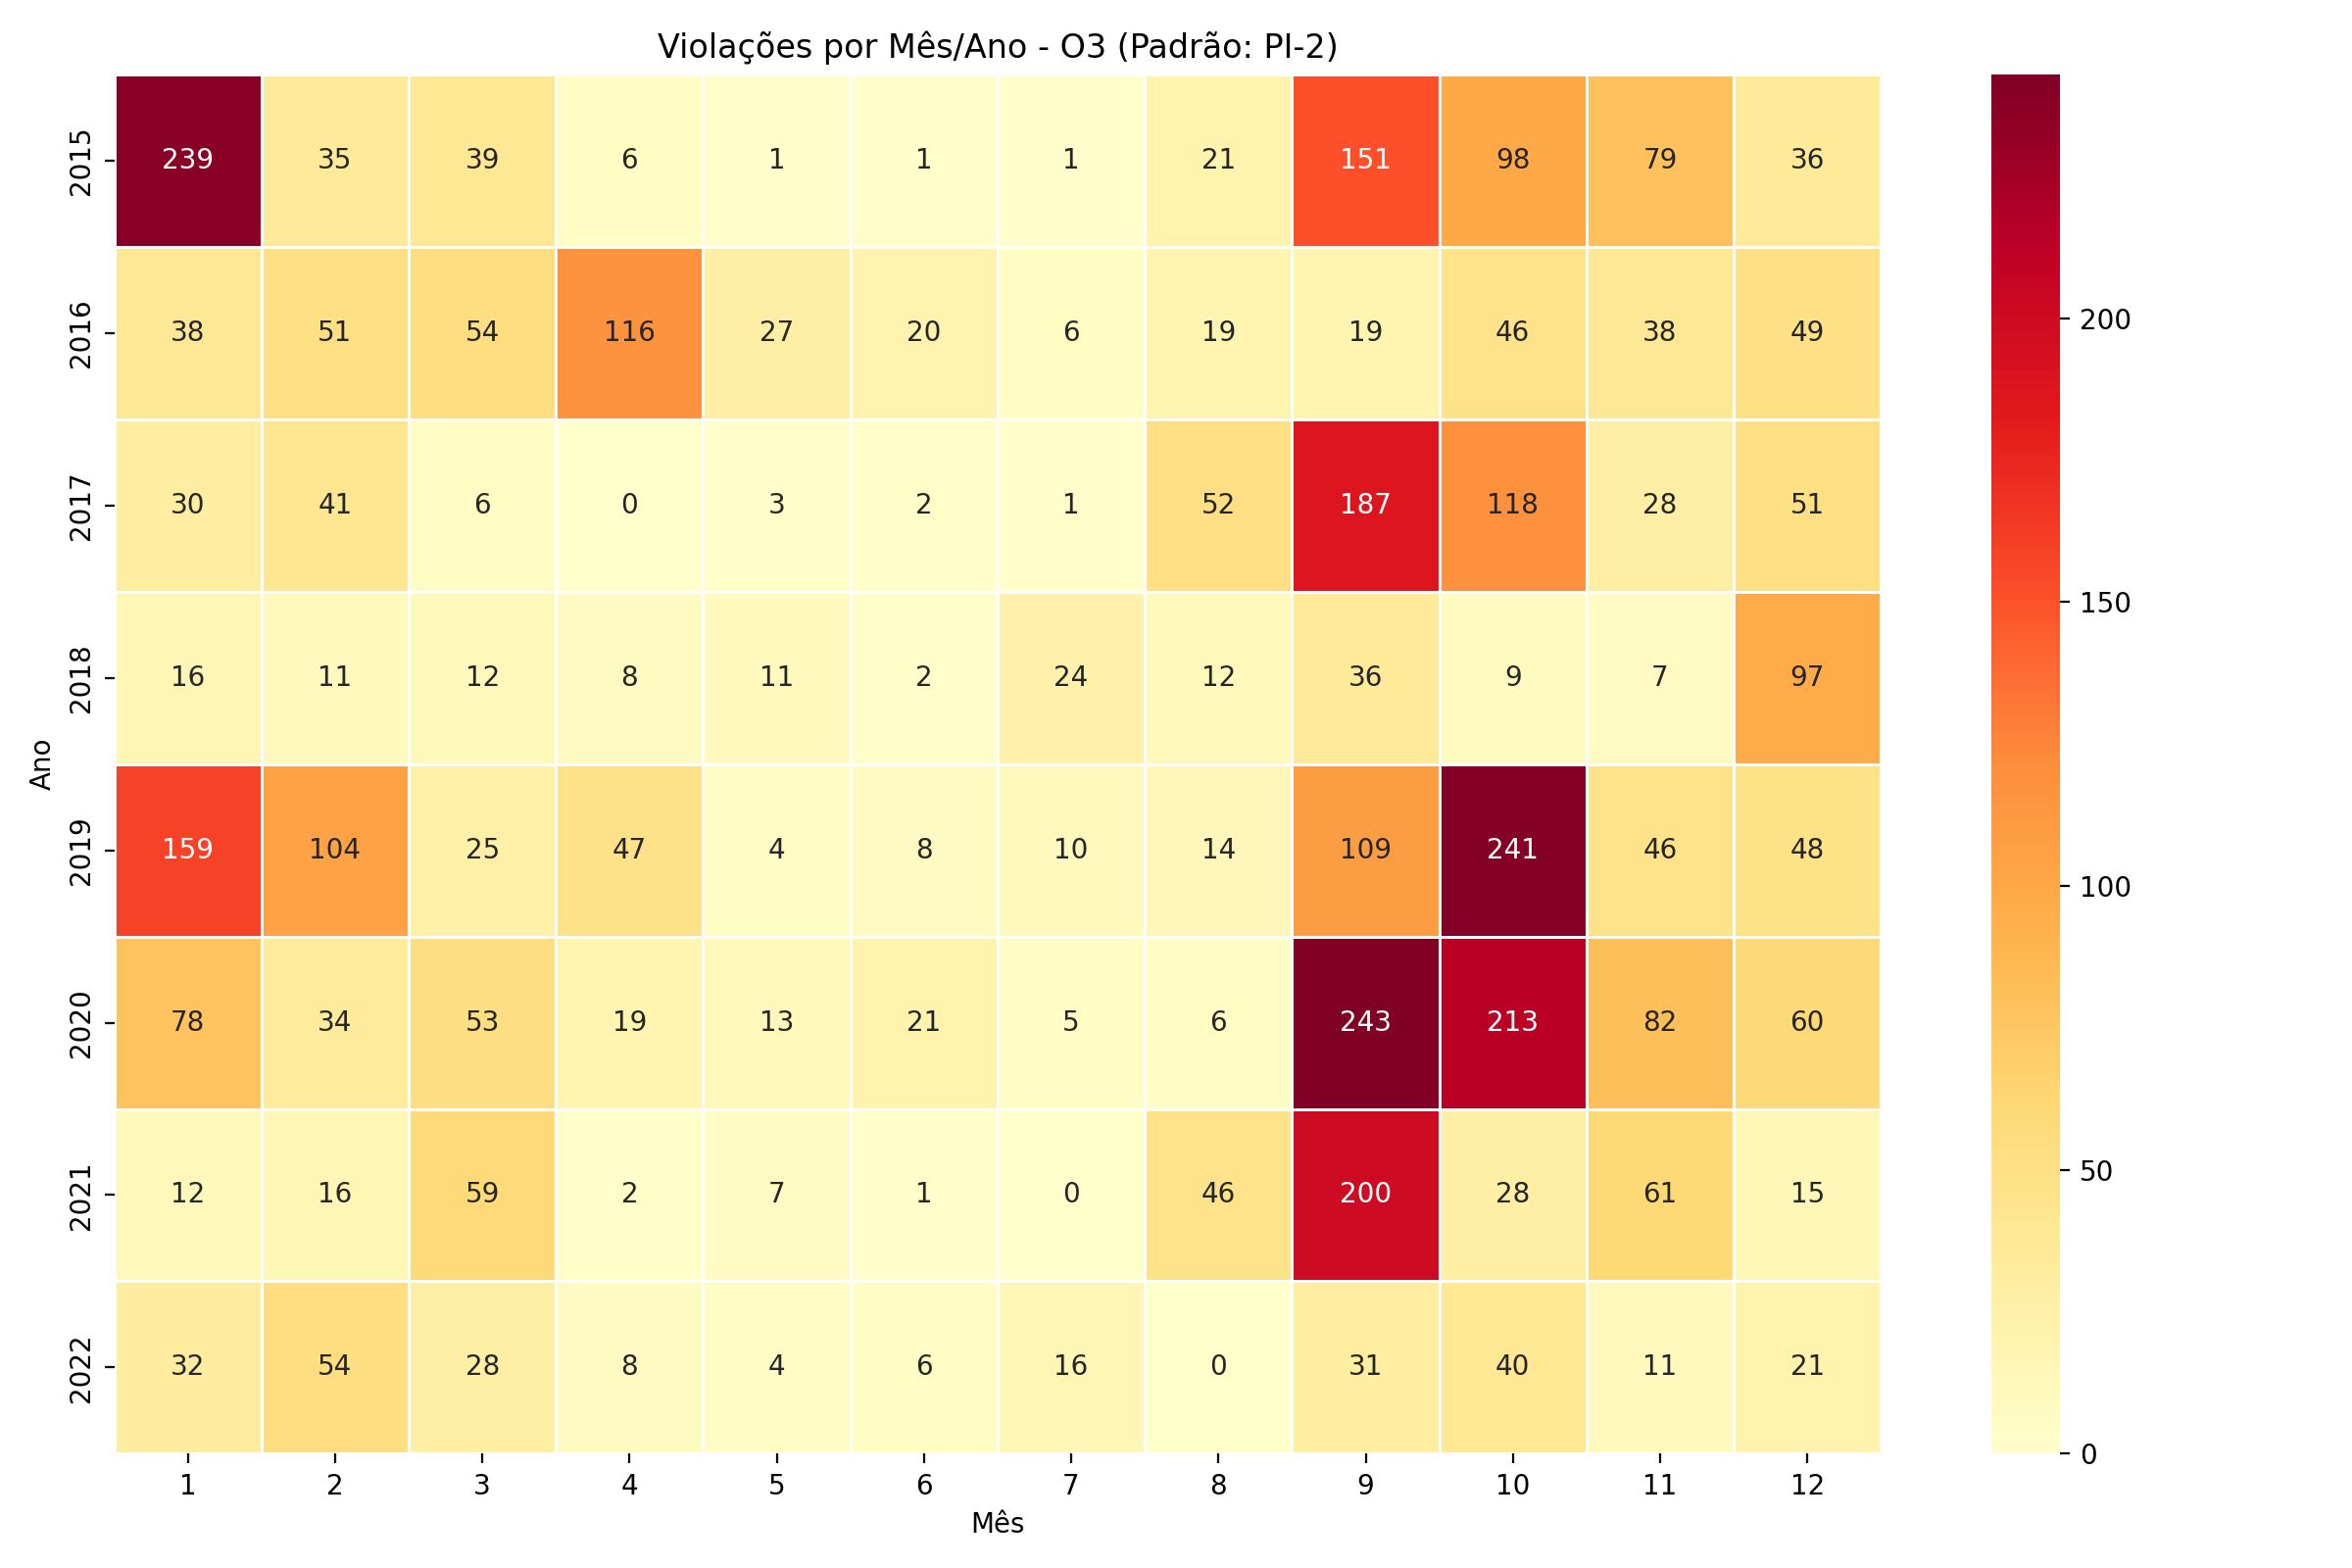 Violações por Mês/Ano - O3 (Padrão: PI-2)
Ano
2015 239 35 39 6 1 1 1 21 151 98 79 36
2016 38 51 54 116 27 20 6 19 19 46 38 49
2017 30 41 6 0 3 2 1 52 187 118 28 51
2018 16 11 12 8 11 2 24 12 36 9 7 97
2019 159 104 25 47 4 8 10 14 109 241 46 48
2020 78 34 53 19 13 21 5 6 243 213 82 60
2021 12 16 59 2 7 1 0 46 200 28 61 15
2022 32 54 28 8 4 6 16 0 31 40 11 21
1 2 3 4 5 6 7 8 9 10 11 12
Mês
200
150
100
50
0